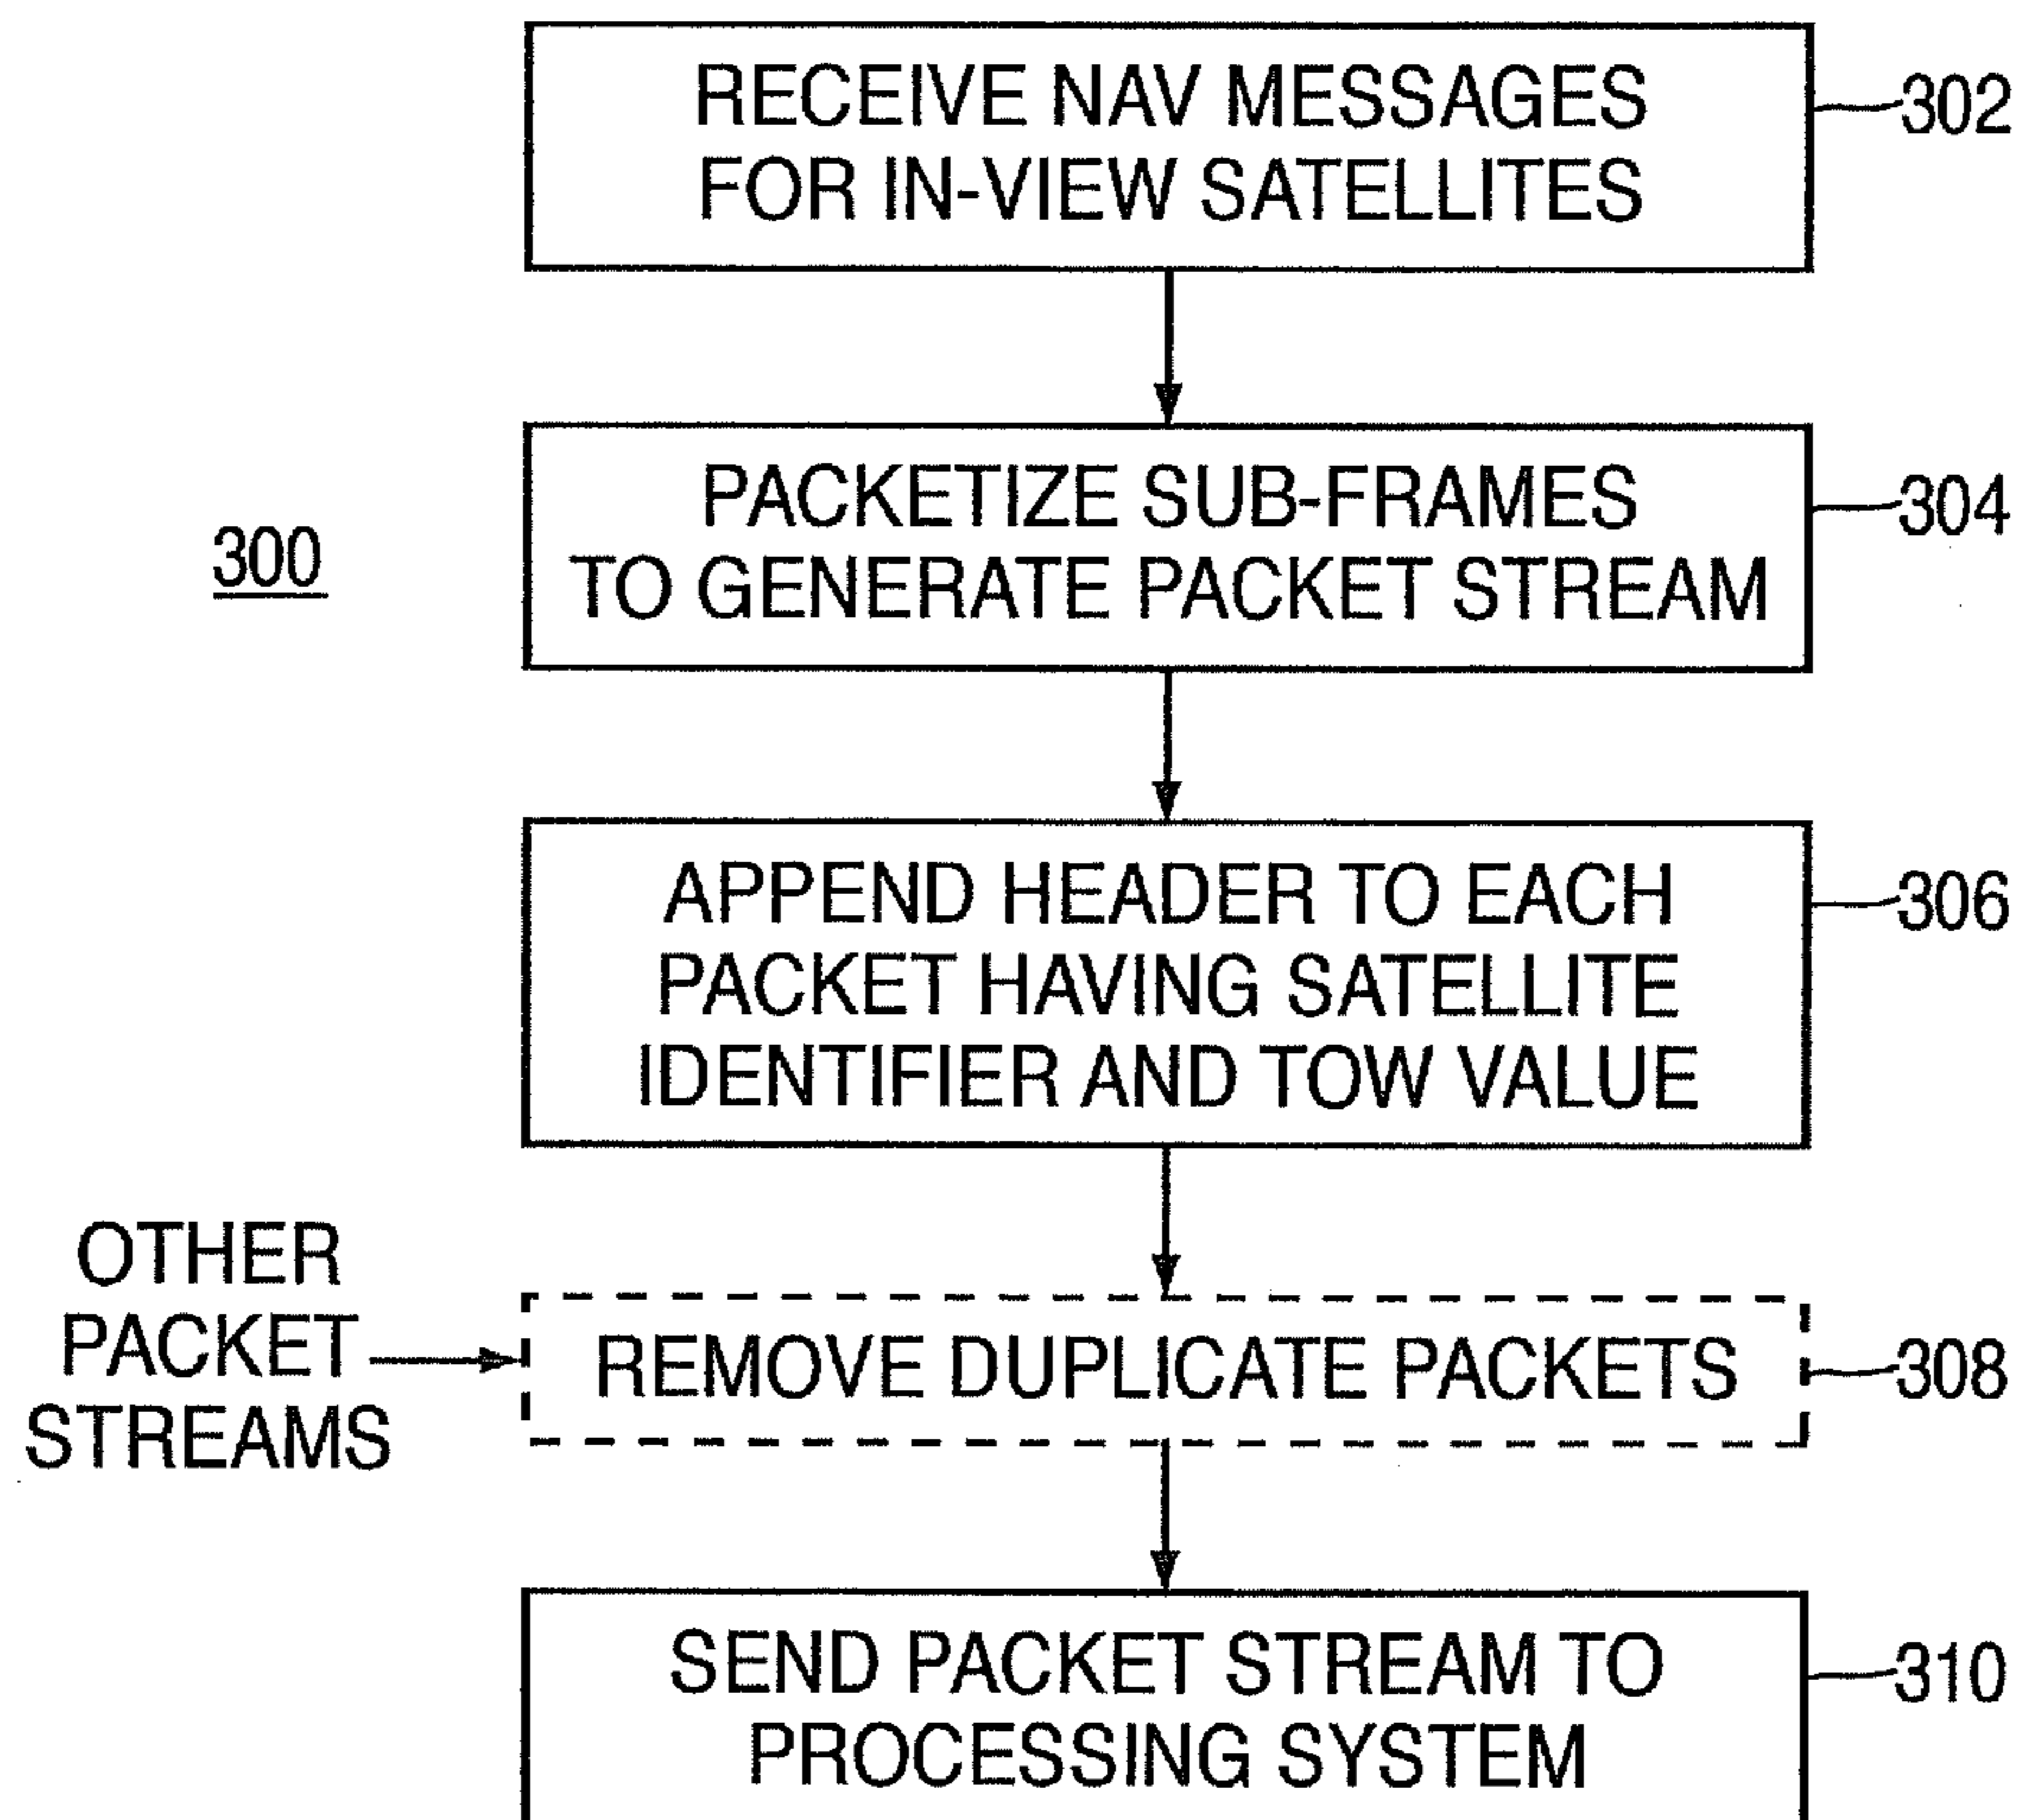 RECEIVE NAV MESSAGES
FOR IN-VIEW SATELLITES
302
PACKETIZE SUB-FRAMES
TO GENERATE PACKET STREAM
304
300
APPEND HEADER TO EACH
PACKET HAVING SATELLITE
IDENTIFIER AND TOW VALUE
306
OTHER
PACKET
STREAMS
REMOVE DUPLICATE PACKETS
308
SEND PACKET STREAM TO
PROCESSING SYSTEM
310